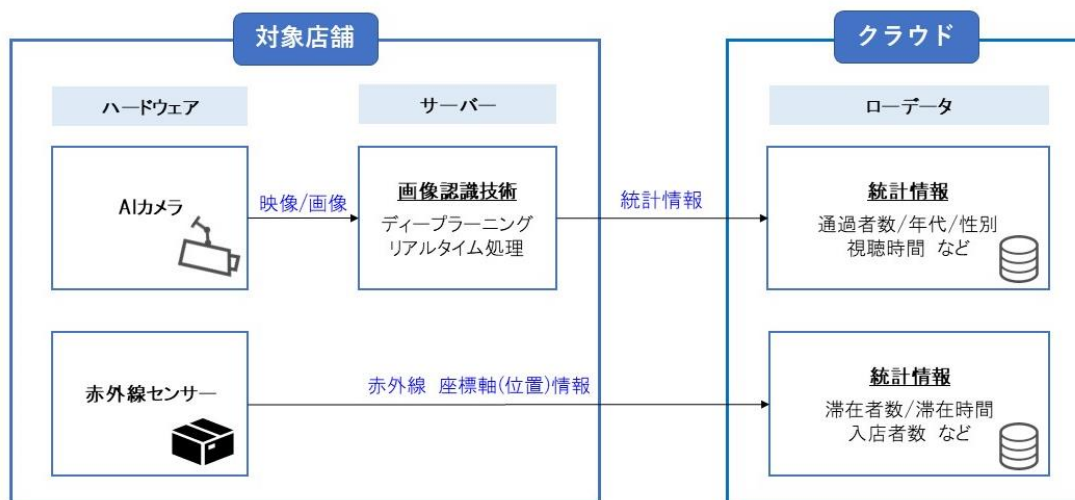 対象店舗
クラウド
ハードウェア
サーバー
ローデータ
AIカメラ
映像/画像
画像認識技術
ディープラーニング
リアルタイム処理
統計情報
統計情報
通過者数/年代/性別
視聴時間 など
赤外線センサー
赤外線 座標軸(位置)情報
統計情報
滞在者数/滞在時間
入店者数 など